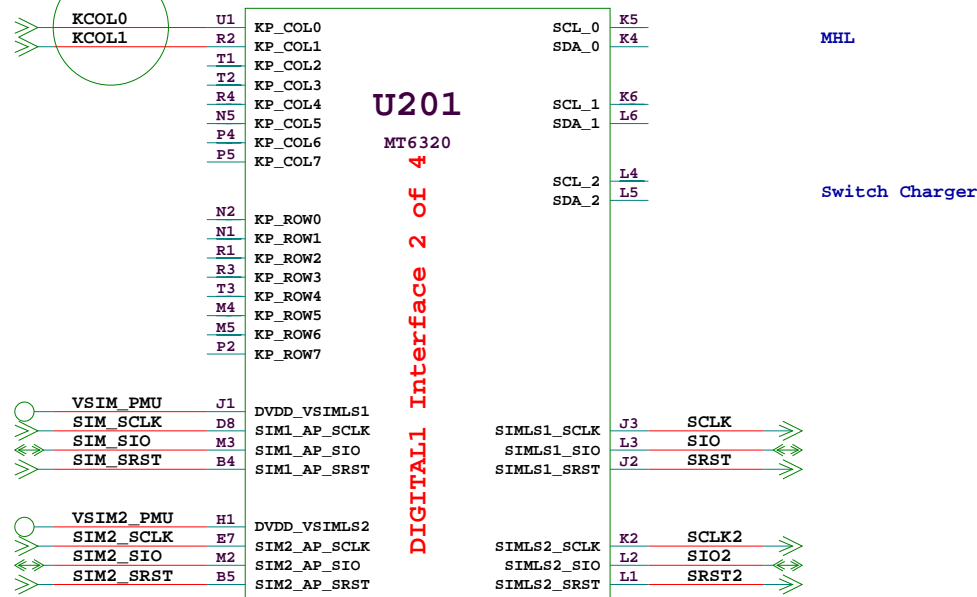 KCOL0 U1 KP_COL0 SCL_0 K5
KCOL1 R2 KP_COL1 SDA_0 K4 MHL
T1 KP_COL2
T2 KP_COL3
R4 KP_COL4 SCL_1 K6
N5 KP_COL5 SDA_1 L6
P4 KP_COL6
P5 KP_COL7
U201
MT6320
SCL_2 L4
SDA_2 L5 Switch Charger
N2 KP_ROW0
N1 KP_ROW1
R1 KP_ROW2
R3 KP_ROW3
T3 KP_ROW4
M4 KP_ROW5
M5 KP_ROW6
P2 KP_ROW7
DIGITAL1 Interface 2 of 4
VSIM_PMU J1 DVDD_VSIMLS1
SIM_SCLK D8 SIM1_AP_SCLK SIMLS1_SCLK J3 SCLK
SIM_SIO M3 SIM1_AP_SIO SIMLS1_SIO L3 SIO
SIM_SRST B4 SIM1_AP_SRST SIMLS1_SRST J2 SRST
VSIM2_PMU H1 DVDD_VSIMLS2
SIM2_SCLK E7 SIM2_AP_SCLK SIMLS2_SCLK K2 SCLK2
SIM2_SIO M2 SIM2_AP_SIO SIMLS2_SIO L2 SIO2
SIM2_SRST B5 SIM2_AP_SRST SIMLS2_SRST L1 SRST2